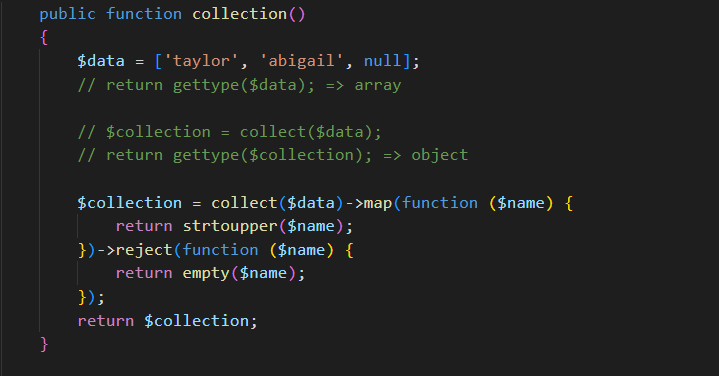 public function collection()
{
$data = ['taylor', 'abigail', null];
// return gettype($data); => array
// $collection = collect($data);
// return gettype($collection); => object
$collection = collect($data)->map(function ($name) {
return strtoupper($name);
})->reject(function ($name) {
return empty($name);
});
return $collection;
}